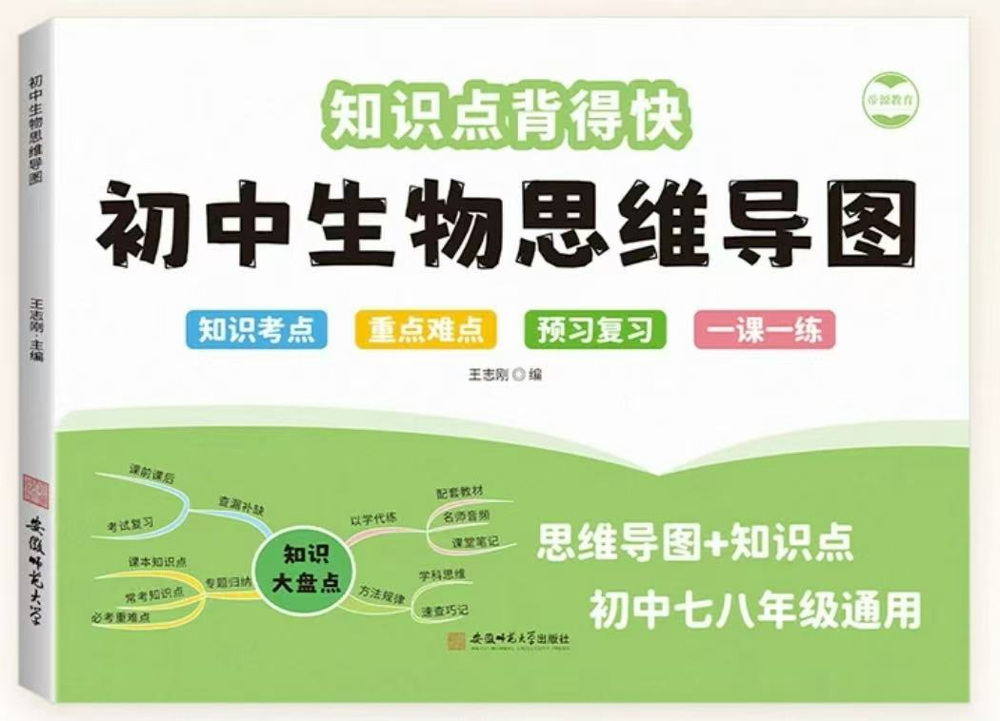 知识点背得快
帝源教育
初中生物思维导图
知识考点
重点难点
预习复习
一课一练
王志刚◎编
初中生物思维导图
王志刚·主编
安徽师范大学
课前课后
查漏补缺
考试复习
课本知识点
常考知识点
专题归纳
必考重难点
知识
大盘点
以学代练
配套教材
名师音频
课堂笔记
方法规律
学科思维
速查巧记
思维导图+知识点
初中七八年级通用
安徽师范大学出版社